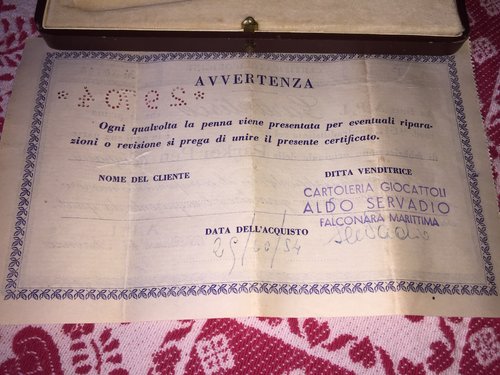 AVVERTENZA
Ogni qualvolta la penna viene presentata per eventuali ripara-
zioni o revisione si prega di unire il presente certificato.
NOME DEL CLIENTE
DITTA VENDITRICE
CARTOLERIA GIOCATTOLI
ALDO SERVADIO
FALCONARA MARITTIMA
DATA DELL'ACQUISTO